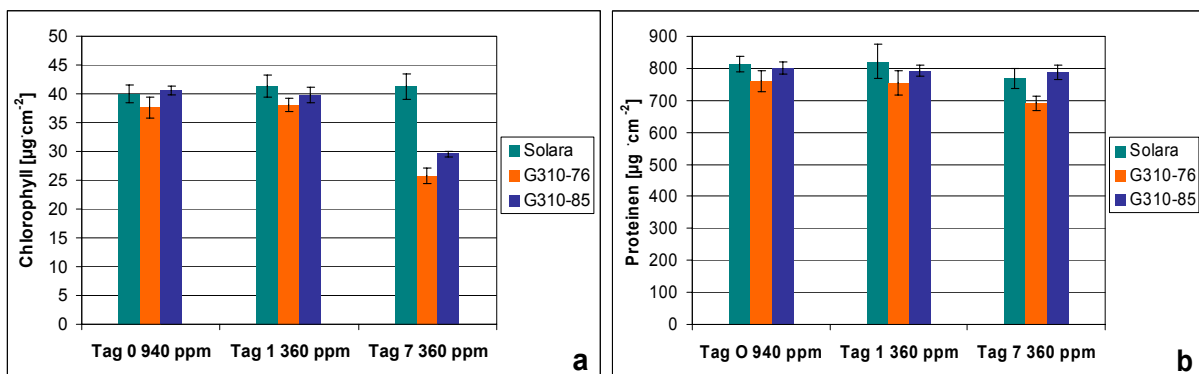 50
45
40
35
30
25
20
15
10
5
0
Chlorophyll [µg·cm⁻²]
Tag 0 940 ppm Tag 1 360 ppm Tag 7 360 ppm
Solara
G310-76
G310-85
a
900
800
700
600
500
400
300
200
100
0
Proteinen [µg ·cm⁻²]
Tag O 940 ppm Tag 1 360 ppm Tag 7 360 ppm
Solara
G310-76
G310-85
b